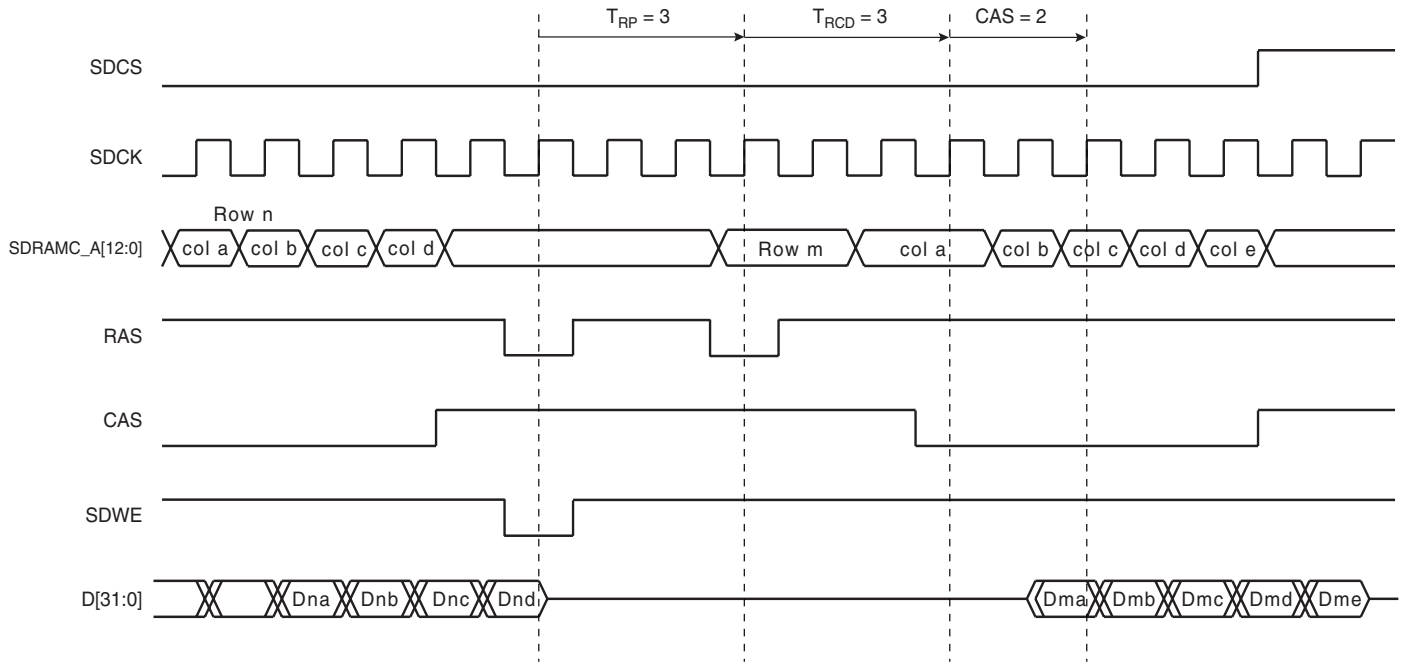 T_RP = 3 T_RCD = 3 CAS = 2
SDCS
SDCK
Row n
SDRAMC_A[12:0] col a col b col c col d Row m col a col b col c col d col e
RAS
CAS
SDWE
D[31:0] Dna Dnb Dnc Dnd Dma Dmb Dmc Dmd Dme